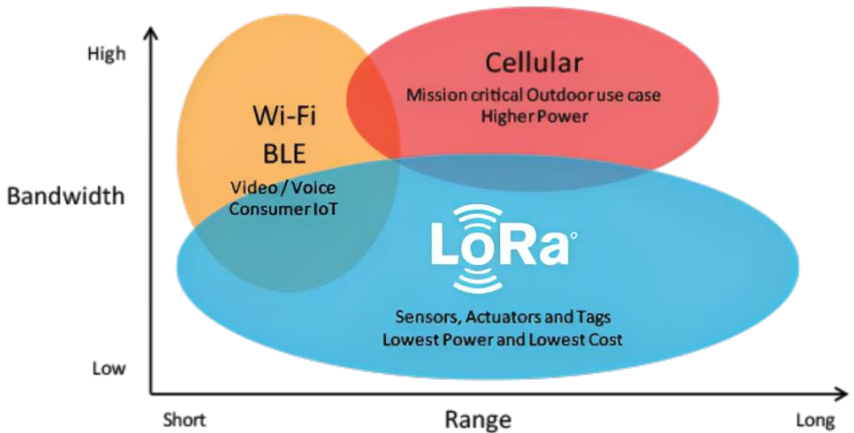 High
Cellular
Mission critical Outdoor use case
Higher Power
Wi-Fi
BLE
Video / Voice
Consumer IoT
Bandwidth
LoRa
Sensors, Actuators and Tags
Lowest Power and Lowest Cost
Low
Short
Range
Long